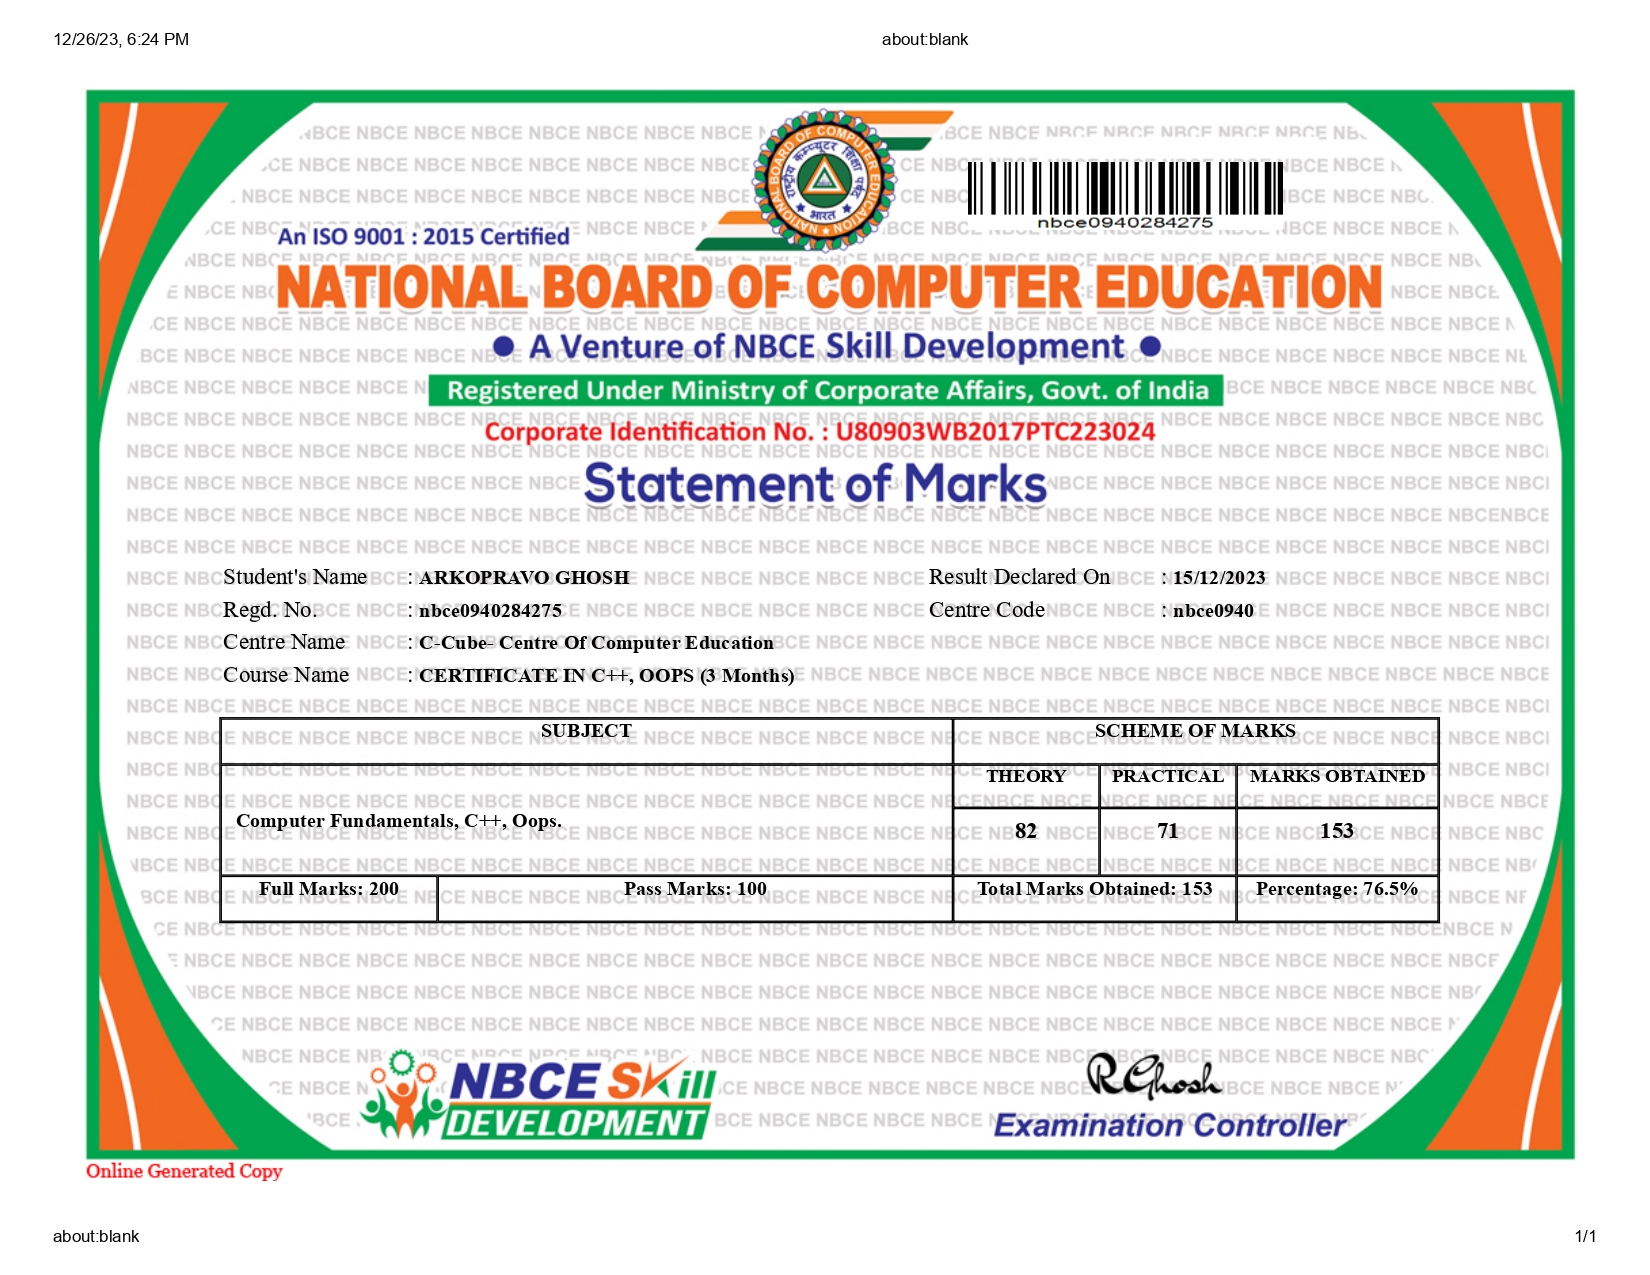 12/26/23, 6:24 PM about:blank
NATIONAL BOARD OF COMPUTER EDUCATION
राष्ट्रीय कम्प्यूटर शिक्षा पर्षद
भारत
nbce0940284275
An ISO 9001 : 2015 Certified
NATIONAL BOARD OF COMPUTER EDUCATION
● A Venture of NBCE Skill Development ●
Registered Under Ministry of Corporate Affairs, Govt. of India
Corporate Identification No. : U80903WB2017PTC223024
Statement of Marks
Student's Name : ARKOPRAVO GHOSH Result Declared On : 15/12/2023
Regd. No. : nbce0940284275 Centre Code : nbce0940
Centre Name : C-Cube- Centre Of Computer Education
Course Name : CERTIFICATE IN C++, OOPS (3 Months)
SUBJECT SCHEME OF MARKS
THEORY PRACTICAL MARKS OBTAINED
Computer Fundamentals, C++, Oops. 82 71 153
Full Marks: 200 Pass Marks: 100 Total Marks Obtained: 153 Percentage: 76.5%
NBCE Skill
DEVELOPMENT
RGhosh
Examination Controller
Online Generated Copy
about:blank 1/1